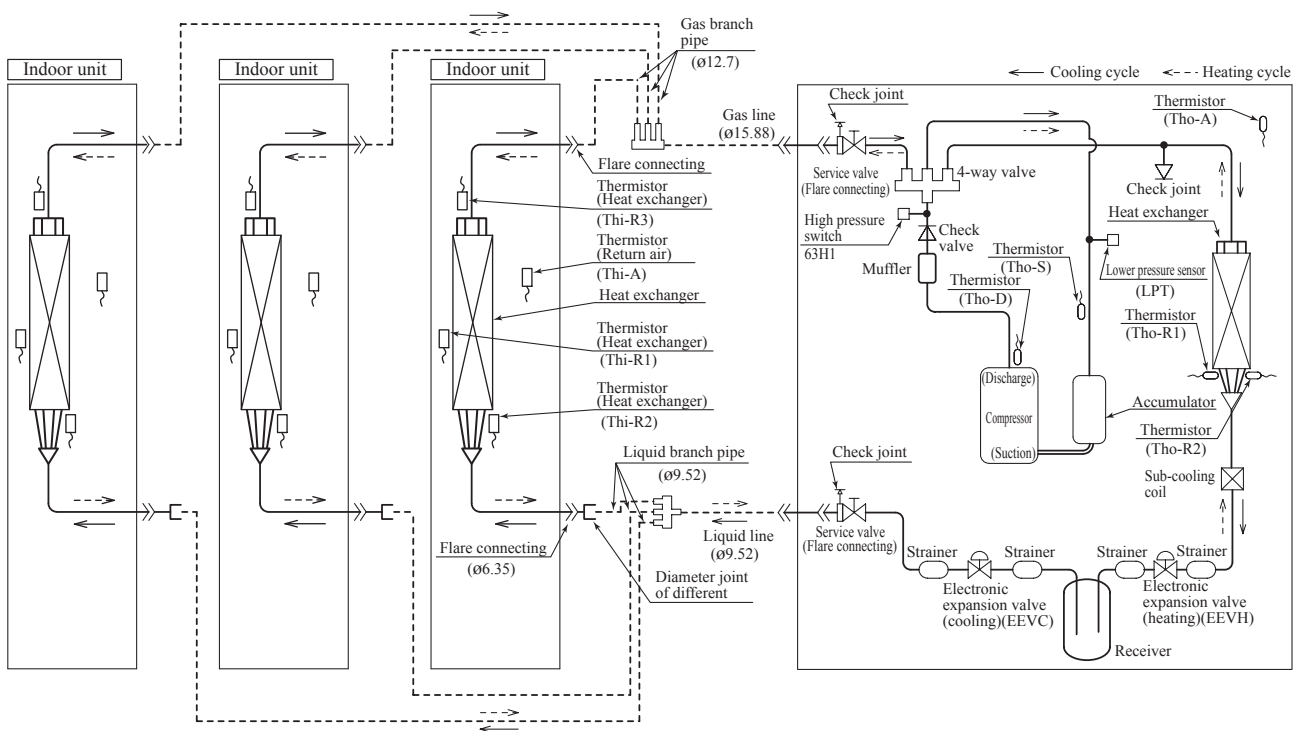 Indoor unit
Indoor unit
Indoor unit
Gas branch
pipe
(ø12.7)
Gas line
(ø15.88)
Flare connecting
Thermistor
(Heat exchanger)
(Thi-R3)
Thermistor
(Return air)
(Thi-A)
Heat exchanger
Thermistor
(Heat exchanger)
(Thi-R1)
Thermistor
(Heat exchanger)
(Thi-R2)
Liquid branch pipe
(ø9.52)
Liquid line
(ø9.52)
Flare connecting
(ø6.35)
Diameter joint
of different
Cooling cycle
Heating cycle
Check joint
Thermistor
(Tho-A)
Service valve
(Flare connecting)
4-way valve
Check joint
High pressure
switch
63H1
Check
valve
Heat exchanger
Muffler
Thermistor
(Tho-S)
Lower pressure sensor
(LPT)
Thermistor
(Tho-D)
Thermistor
(Tho-R1)
(Discharge)
Compressor
(Suction)
Accumulator
Thermistor
(Tho-R2)
Check joint
Sub-cooling
coil
Service valve
(Flare connecting)
Strainer
Strainer
Strainer
Strainer
Electronic
expansion valve
(cooling)(EEVC)
Electronic
expansion valve
(heating)(EEVH)
Receiver